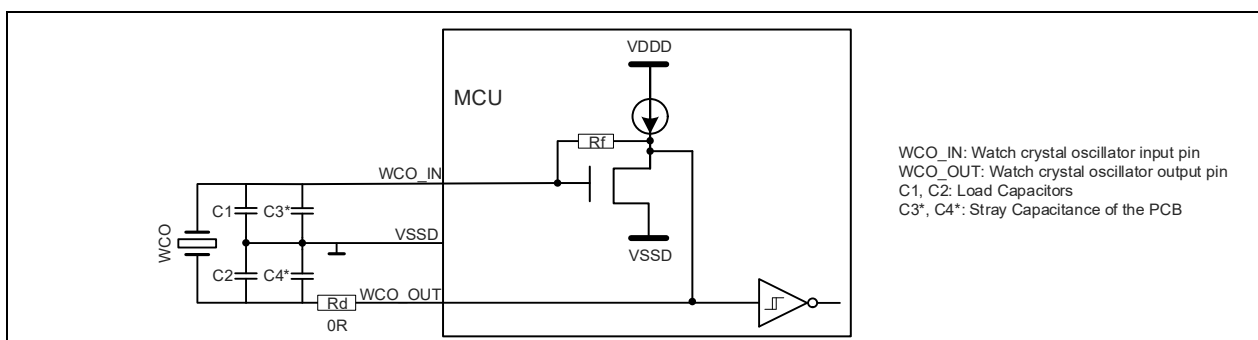 VDDD
MCU
Rf
WCO_IN
C1
C3*
VSSD
WCO
VSSD
C2
C4*
Rd
WCO_OUT
0R
WCO_IN: Watch crystal oscillator input pin
WCO_OUT: Watch crystal oscillator output pin
C1, C2: Load Capacitors
C3*, C4*: Stray Capacitance of the PCB